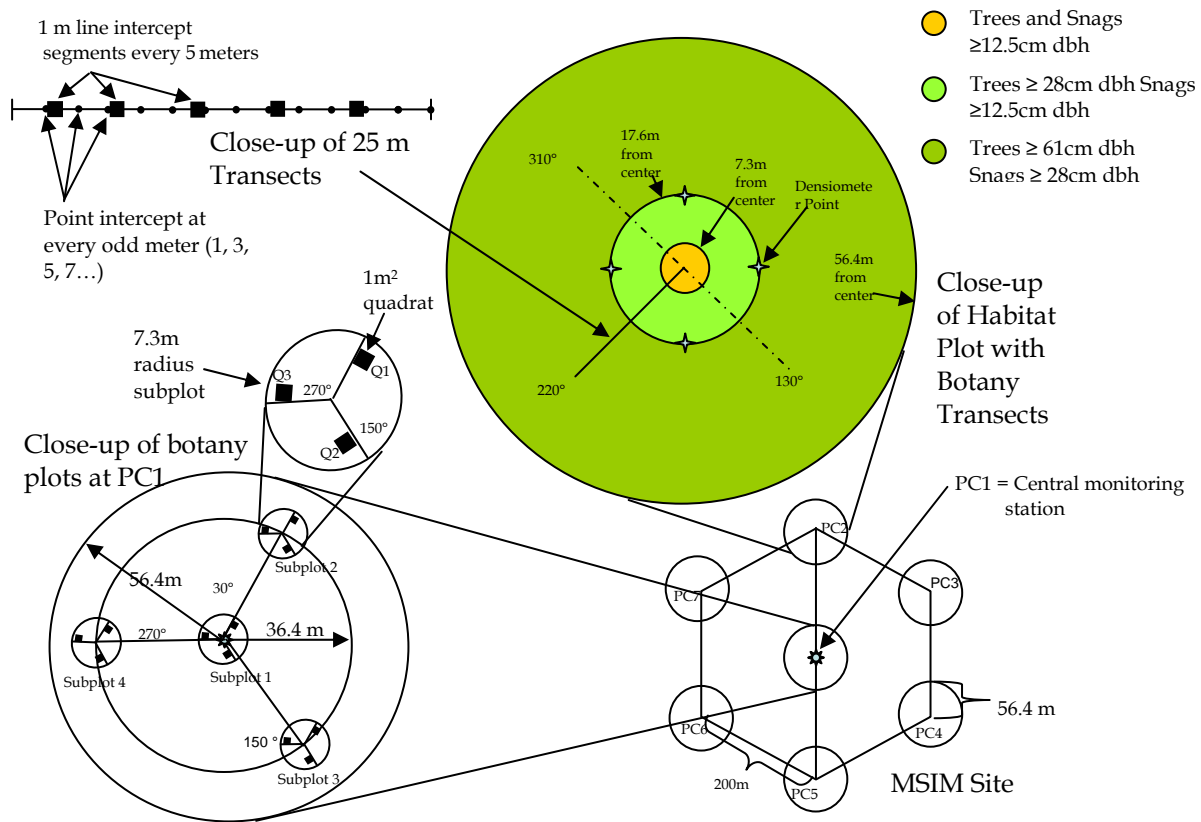 1 m line intercept
segments every 5 meters
Point intercept at
every odd meter (1, 3,
5, 7…)
Close-up of 25 m
Transects
Trees and Snags
≥12.5cm dbh
Trees ≥ 28cm dbh Snags
≥12.5cm dbh
Trees ≥ 61cm dbh
Snags ≥ 28cm dbh
310°
17.6m
from
center
7.3m
from
center
Densiomete
r Point
56.4m
from
center
220°
130°
Close-up
of Habitat
Plot with
Botany
Transects
1m²
quadrat
7.3m
radius
subplot
Q3
Q1
270°
150°
Q2
Close-up of botany
plots at PC1
Subplot 2
56.4m
30°
270°
36.4 m
Subplot 4
Subplot 1
150 °
Subplot 3
PC1 = Central monitoring
station
PC2
PC7
PC3
PC6
PC4
PC5
56.4 m
200m
MSIM Site